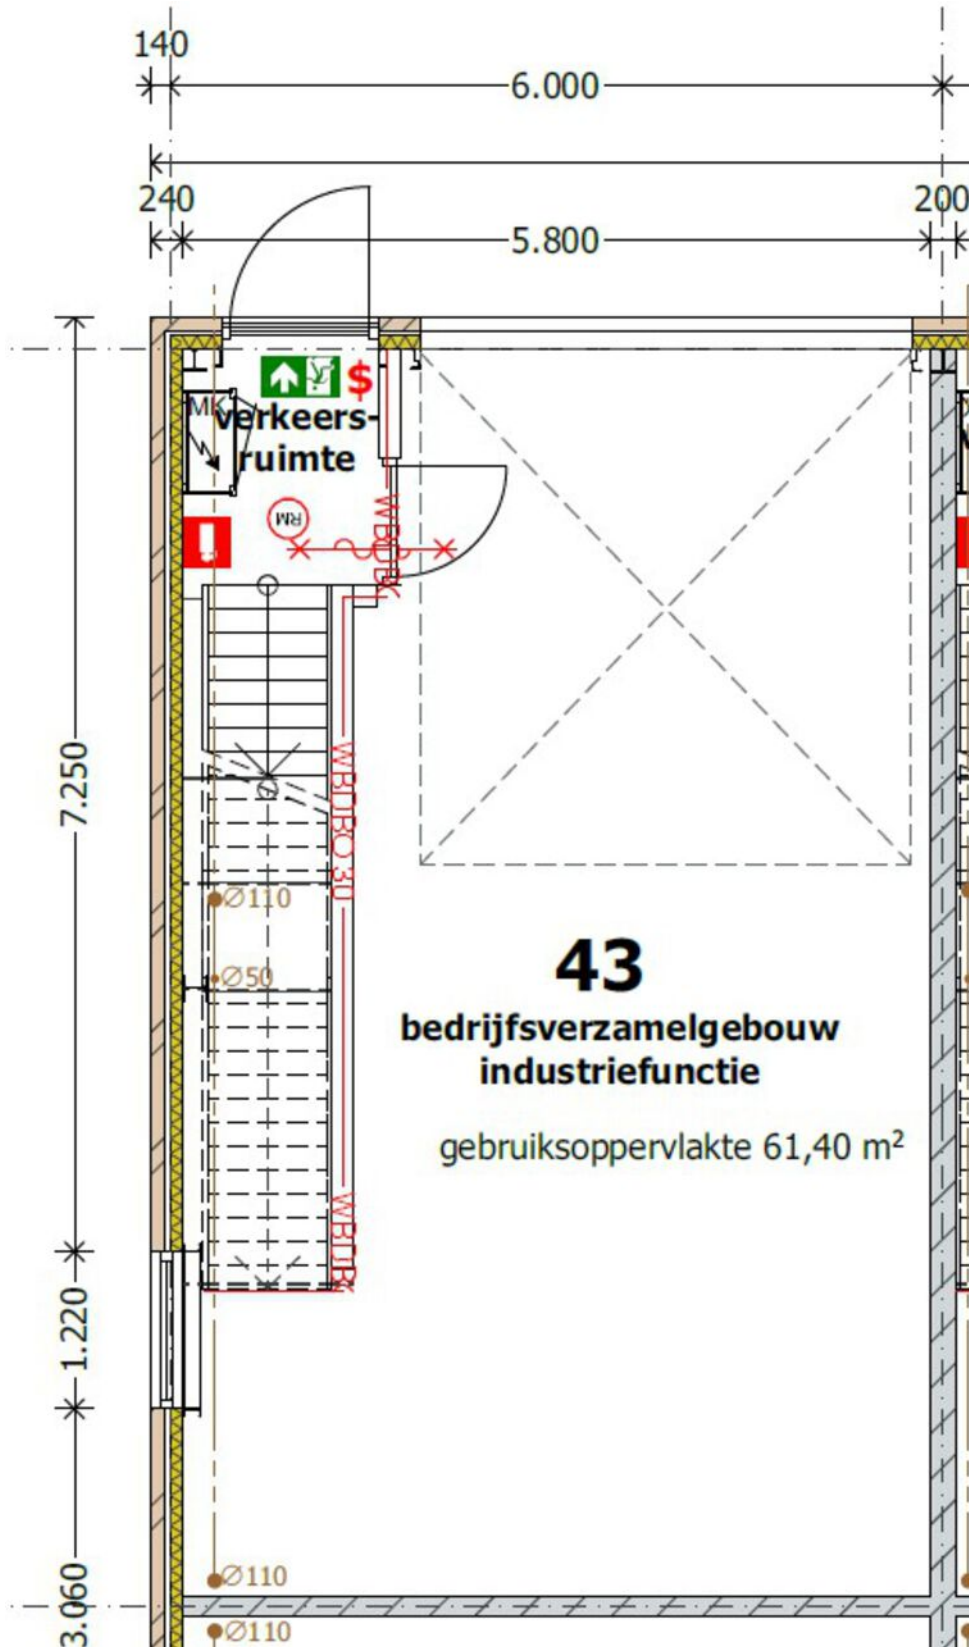 140
6.000
240
200
5.800
$
MK
verkeers-
ruimte
RM
WBDBO
7.250
WBDBO 30
Ø110
Ø50
43
bedrijfsverzamelgebouw
industriefunctie
gebruiksoppervlakte 61,40 m²
WBDB
1.220
3.060
Ø110
Ø110